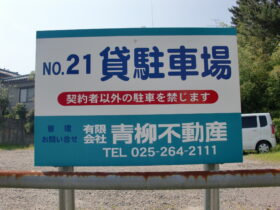 NO.21 貸駐車場
契約者以外の駐車を禁じます
管理 お問い合せ
有限会社 青柳不動産
TEL 025-264-2111